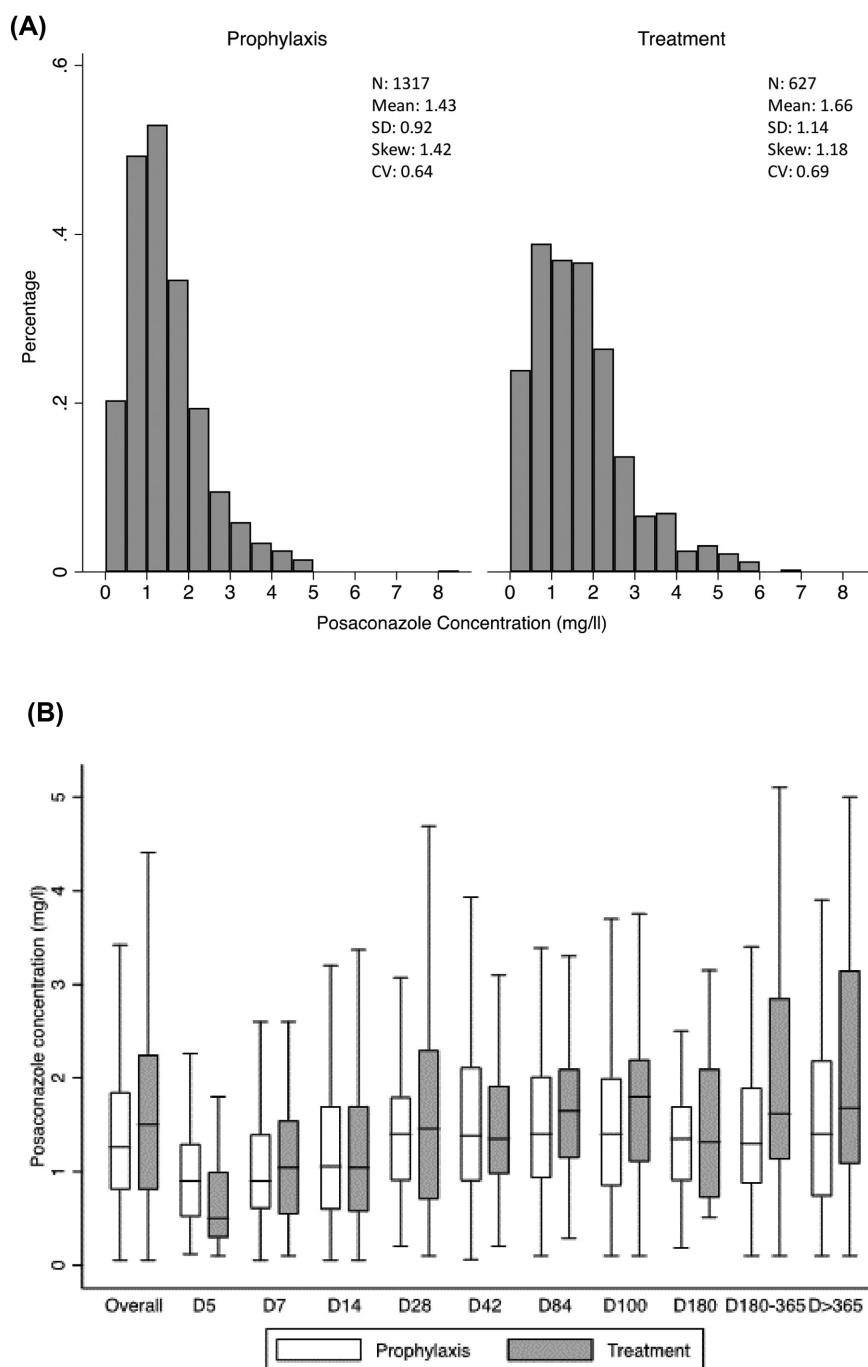 (A)
Prophylaxis
Treatment
.6
.4
.2
0
Percentage
N: 1317
Mean: 1.43
SD: 0.92
Skew: 1.42
CV: 0.64
N: 627
Mean: 1.66
SD: 1.14
Skew: 1.18
CV: 0.69
0 1 2 3 4 5 6 7 8
0 1 2 3 4 5 6 7 8
Posaconazole Concentration (mg/ll)
(B)
Posaconazole concentration (mg/l)
5
4
3
2
1
0
Overall D5 D7 D14 D28 D42 D84 D100 D180 D180-365 D>365
Prophylaxis Treatment